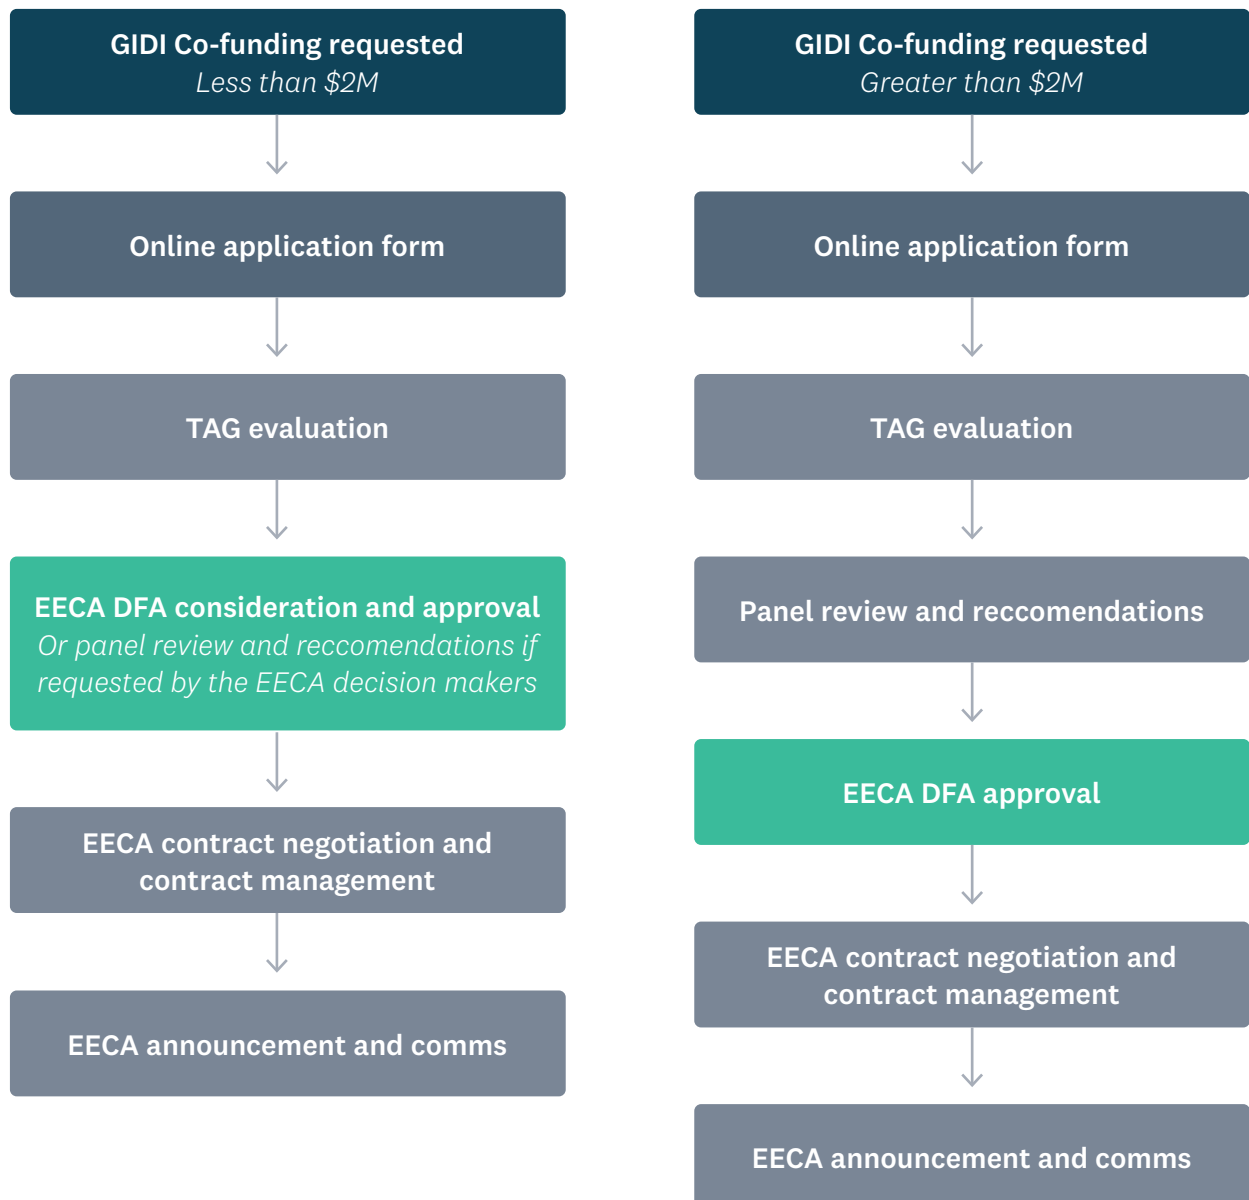 GIDI Co-funding requested
Less than $2M
Online application form
TAG evaluation
EECA DFA consideration and approval
Or panel review and reccomendations if
requested by the EECA decision makers
EECA contract negotiation and
contract management
EECA announcement and comms
GIDI Co-funding requested
Greater than $2M
Online application form
TAG evaluation
Panel review and reccomendations
EECA DFA approval
EECA contract negotiation and
contract management
EECA announcement and comms